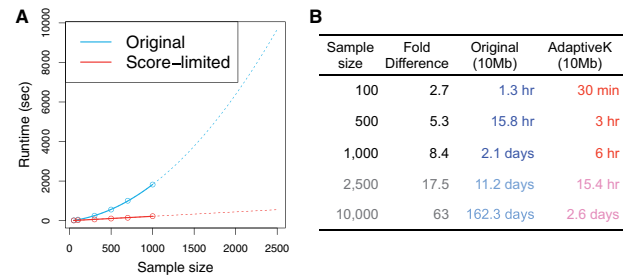 A
Original
Score−limited
Runtime (sec)
10000
8000
6000
4000
2000
0
0 500 1000 1500 2000 2500
Sample size
B
Sample size Fold Difference Original (10Mb) AdaptiveK (10Mb)
100 2.7 1.3 hr 30 min
500 5.3 15.8 hr 3 hr
1,000 8.4 2.1 days 6 hr
2,500 17.5 11.2 days 15.4 hr
10,000 63 162.3 days 2.6 days